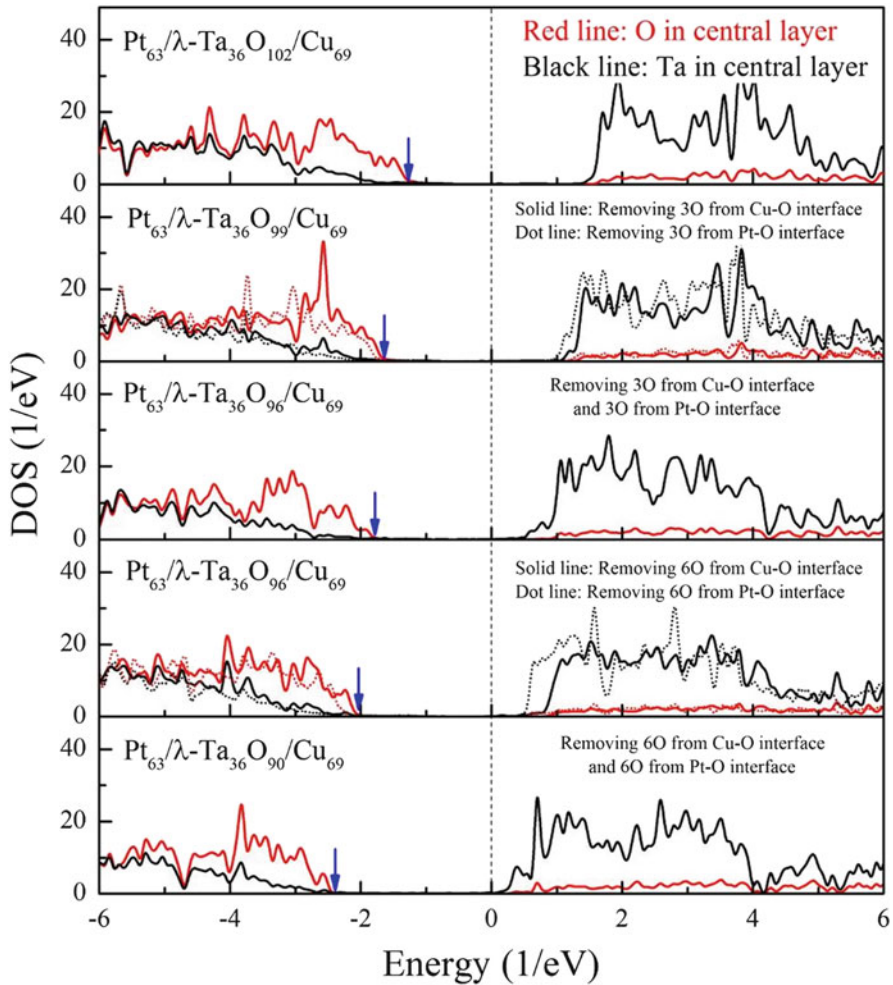 Pt₆₃/λ-Ta₃₆O₁₀₂/Cu₆₉
Red line: O in central layer
Black line: Ta in central layer
40
20
0
Pt₆₃/λ-Ta₃₆O₉₉/Cu₆₉
Solid line: Removing 3O from Cu-O interface
Dot line: Removing 3O from Pt-O interface
40
20
0
Pt₆₃/λ-Ta₃₆O₉₆/Cu₆₉
Removing 3O from Cu-O interface
and 3O from Pt-O interface
40
20
0
Pt₆₃/λ-Ta₃₆O₉₆/Cu₆₉
Solid line: Removing 6O from Cu-O interface
Dot line: Removing 6O from Pt-O interface
40
20
0
Pt₆₃/λ-Ta₃₆O₉₀/Cu₆₉
Removing 6O from Cu-O interface
and 6O from Pt-O interface
40
20
0
DOS (1/eV)
-6 -4 -2 0 2 4 6
Energy (1/eV)